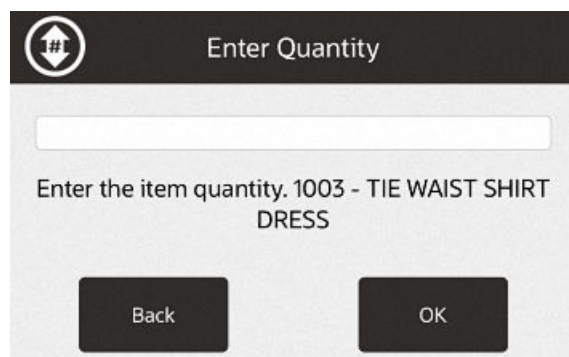 #
Enter Quantity
Enter the item quantity. 1003 - TIE WAIST SHIRT
DRESS
Back
OK